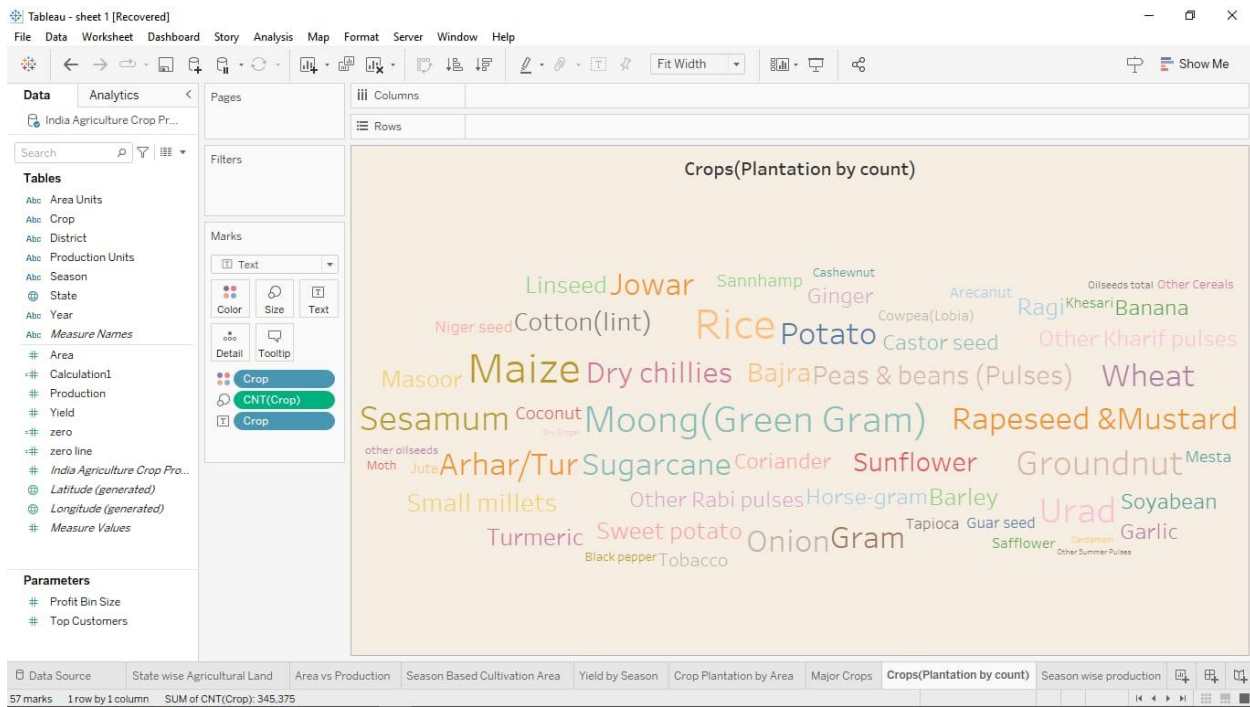 Tableau - sheet 1 [Recovered]
File Data Worksheet Dashboard Story Analysis Map Format Server Window Help
Fit Width
Show Me
Data Analytics
India Agriculture Crop Pr...
Search
Tables
Abc Area Units
Abc Crop
Abc District
Abc Production Units
Abc Season
State
Abc Year
Abc Measure Names
# Area
=# Calculation1
# Production
# Yield
=# zero
=# zero line
# India Agriculture Crop Pro...
Latitude (generated)
Longitude (generated)
# Measure Values
Parameters
# Profit Bin Size
# Top Customers
Pages
Filters
Marks
Text
Color Size Text
Detail Tooltip
Crop
CNT(Crop)
Crop
Columns
Rows
Crops(Plantation by count)
Linseed Jowar Sannhamp Cashewnut Ginger Arecanut Oilseeds total Other Cereals
Niger seed Cotton(lint) Rice Potato Cowpea(Lobia) Castor seed Ragi Khesari Banana
Other Kharif pulses
Masoor Maize Dry chillies Bajra Peas & beans (Pulses) Wheat
Sesamum Coconut Dry Ginger Moong(Green Gram) Rapeseed &Mustard
other oilseeds
Moth Jute Arhar/Tur Sugarcane Coriander Sunflower Groundnut Mesta
Small millets Other Rabi pulses Horse-gram Barley Urad Soyabean
Turmeric Sweet potato Onion Gram Tapioca Guar seed Safflower Cardamom Garlic
Other Summer Pulses
Black pepper Tobacco
Data Source State wise Agricultural Land Area vs Production Season Based Cultivation Area Yield by Season Crop Plantation by Area Major Crops Crops(Plantation by count) Season wise production
57 marks 1 row by 1 column SUM of CNT(Crop): 345,375